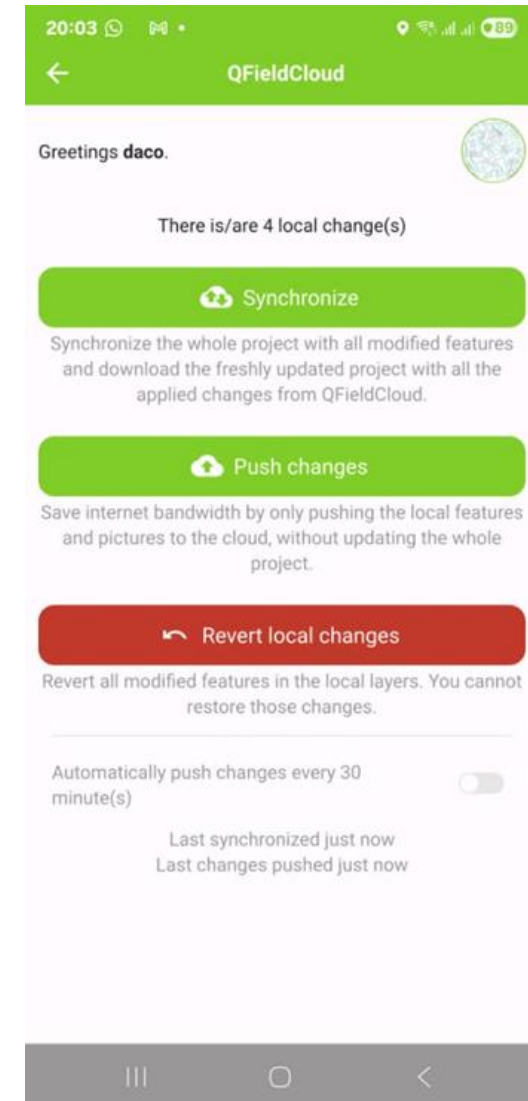 20:03
89
QFieldCloud
Greetings daco.
There is/are 4 local change(s)
Synchronize
Synchronize the whole project with all modified features
and download the freshly updated project with all the
applied changes from QFieldCloud.
Push changes
Save internet bandwidth by only pushing the local features
and pictures to the cloud, without updating the whole
project.
Revert local changes
Revert all modified features in the local layers. You cannot
restore those changes.
Automatically push changes every 30
minute(s)
Last synchronized just now
Last changes pushed just now